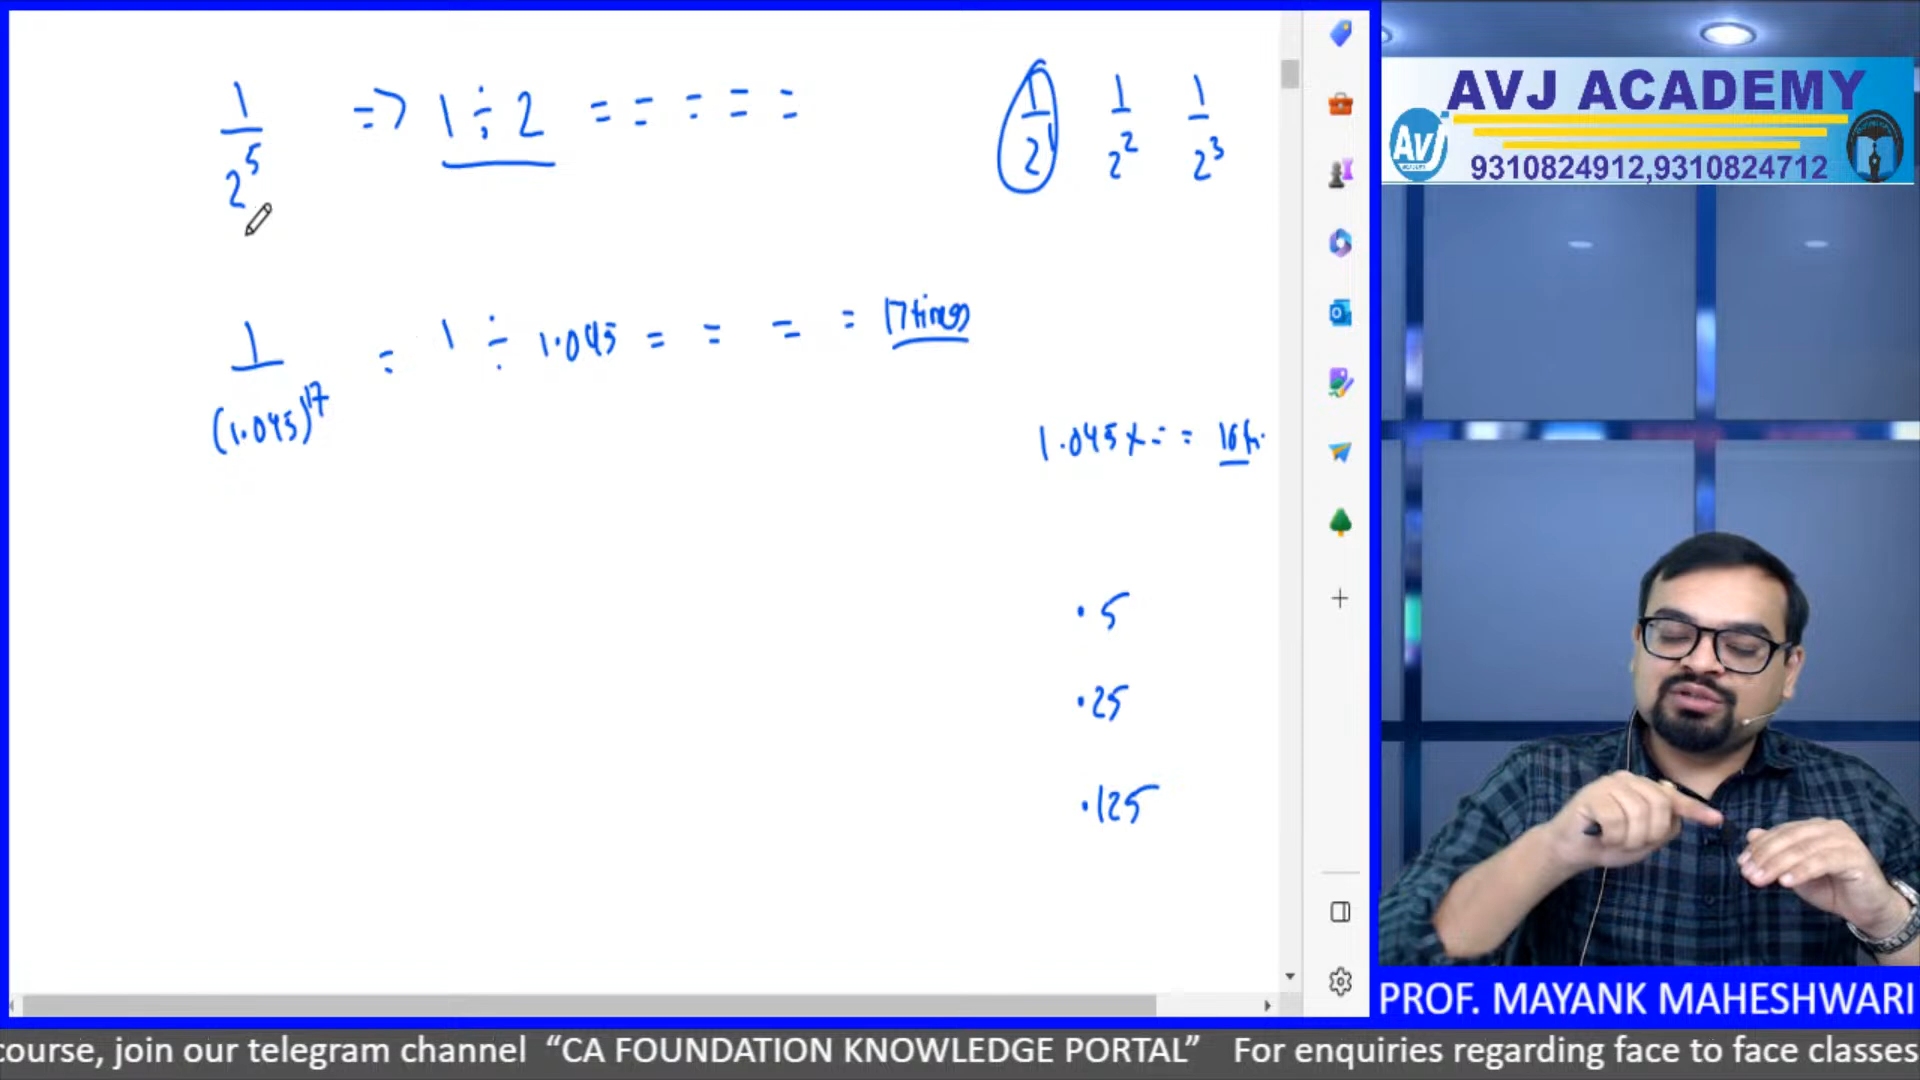 1/2^5 => 1 ÷ 2 = = = = =
1/2^1 1/2^2 1/2^3
1/(1.045)^17 = 1 ÷ 1.045 = = = = 17 times
1.045 x = =
.5
.25
.125
AVJ ACADEMY
AVJ
9310824912,9310824712
PROF. MAYANK MAHESHWARI
course, join our telegram channel “CA FOUNDATION KNOWLEDGE PORTAL” For enquiries regarding face to face classes